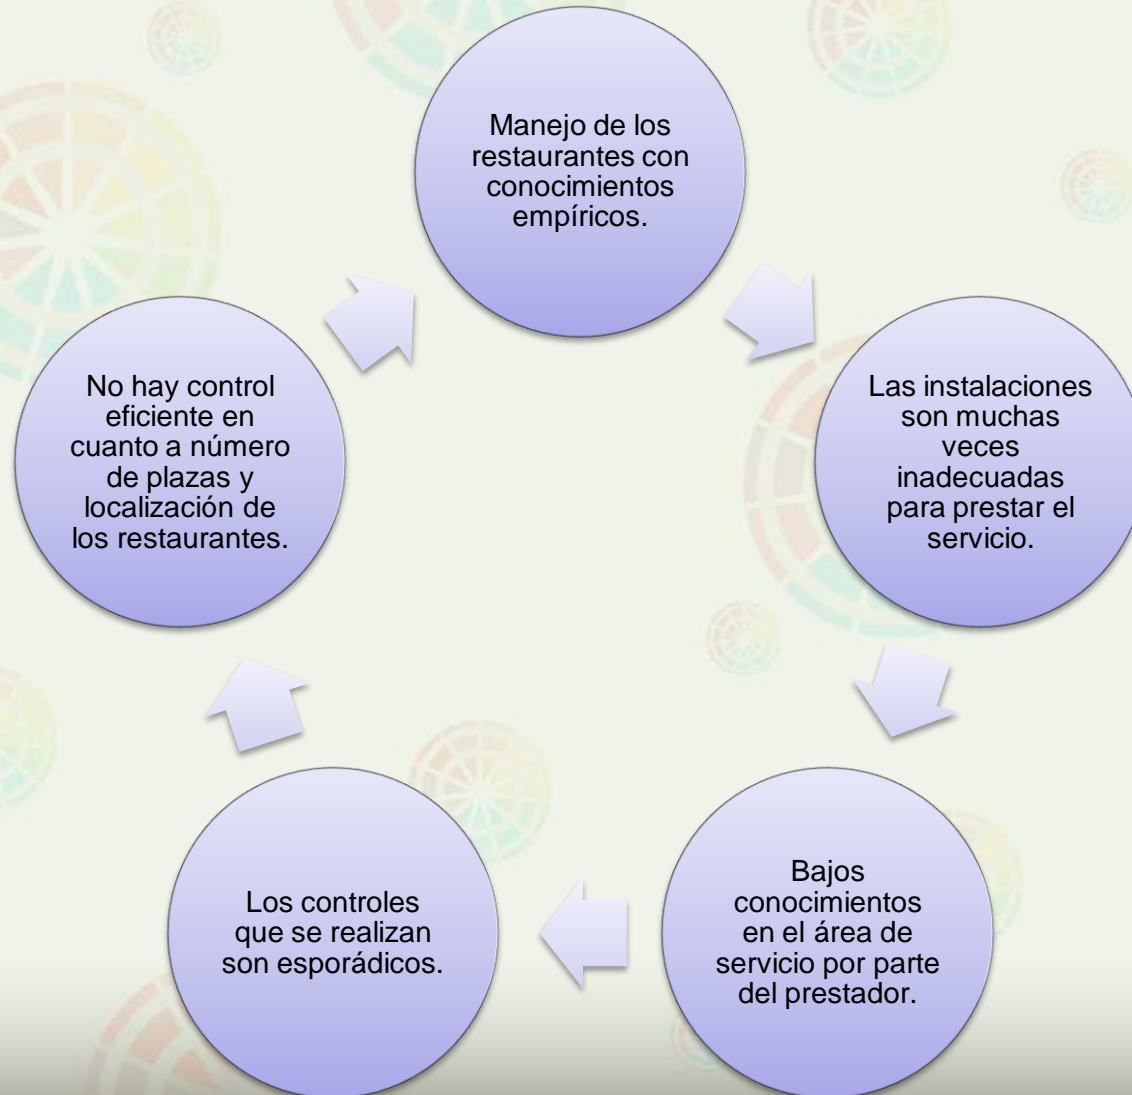 Manejo de los
restaurantes con
conocimientos
empíricos.
Las instalaciones
son muchas
veces
inadecuadas
para prestar el
servicio.
Bajos
conocimientos
en el área de
servicio por parte
del prestador.
Los controles
que se realizan
son esporádicos.
No hay control
eficiente en
cuanto a número
de plazas y
localización de
los restaurantes.